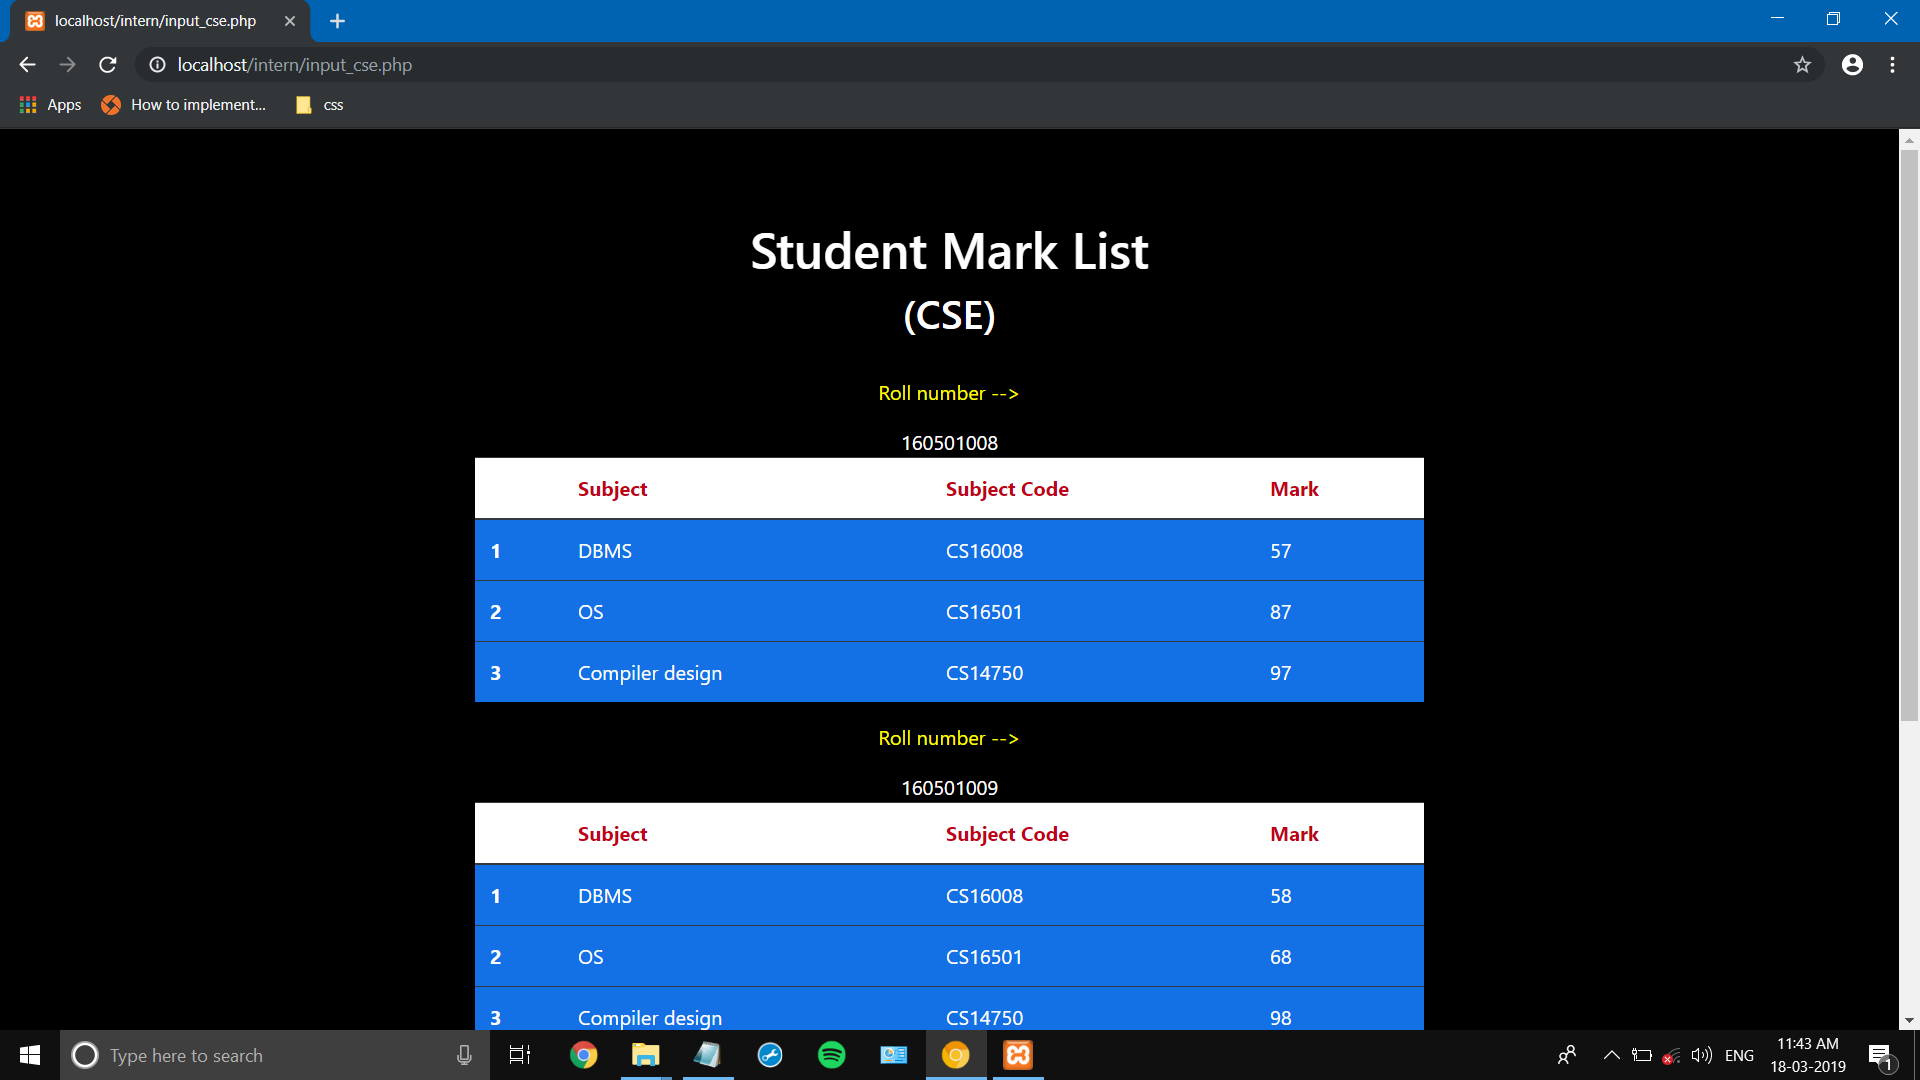 localhost/intern/input_cse.php
localhost/intern/input_cse.php
Apps How to implement... css
Student Mark List
(CSE)
Roll number -->
160501008
Subject Subject Code Mark
1 DBMS CS16008 57
2 OS CS16501 87
3 Compiler design CS14750 97
Roll number -->
160501009
Subject Subject Code Mark
1 DBMS CS16008 58
2 OS CS16501 68
3 Compiler design CS14750 98
Type here to search
ENG
11:43 AM
18-03-2019
1